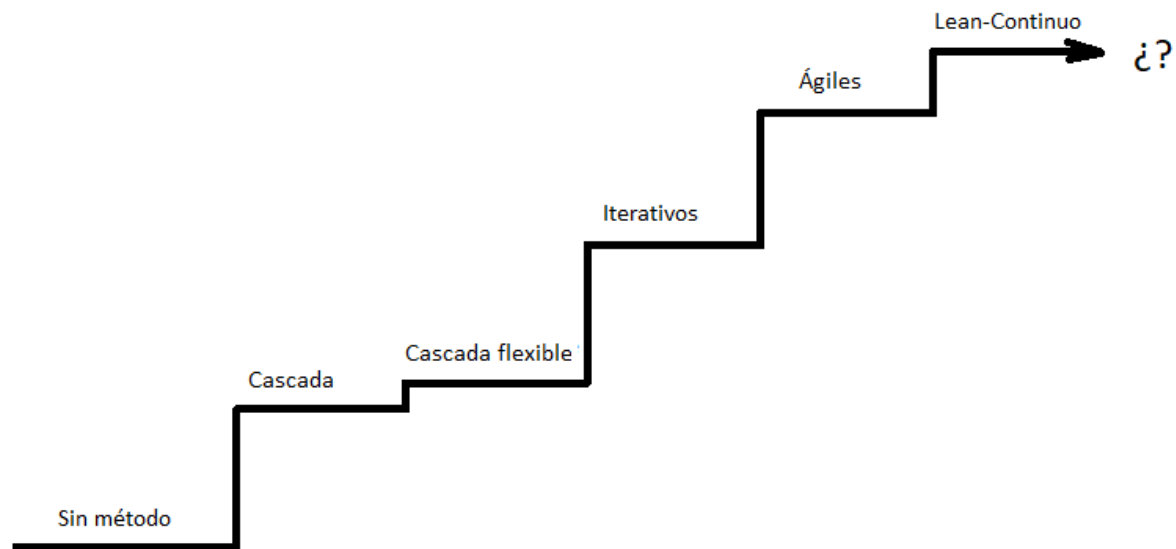 Lean-Continuo
¿?
Ágiles
Iterativos
Cascada flexible
Cascada
Sin método